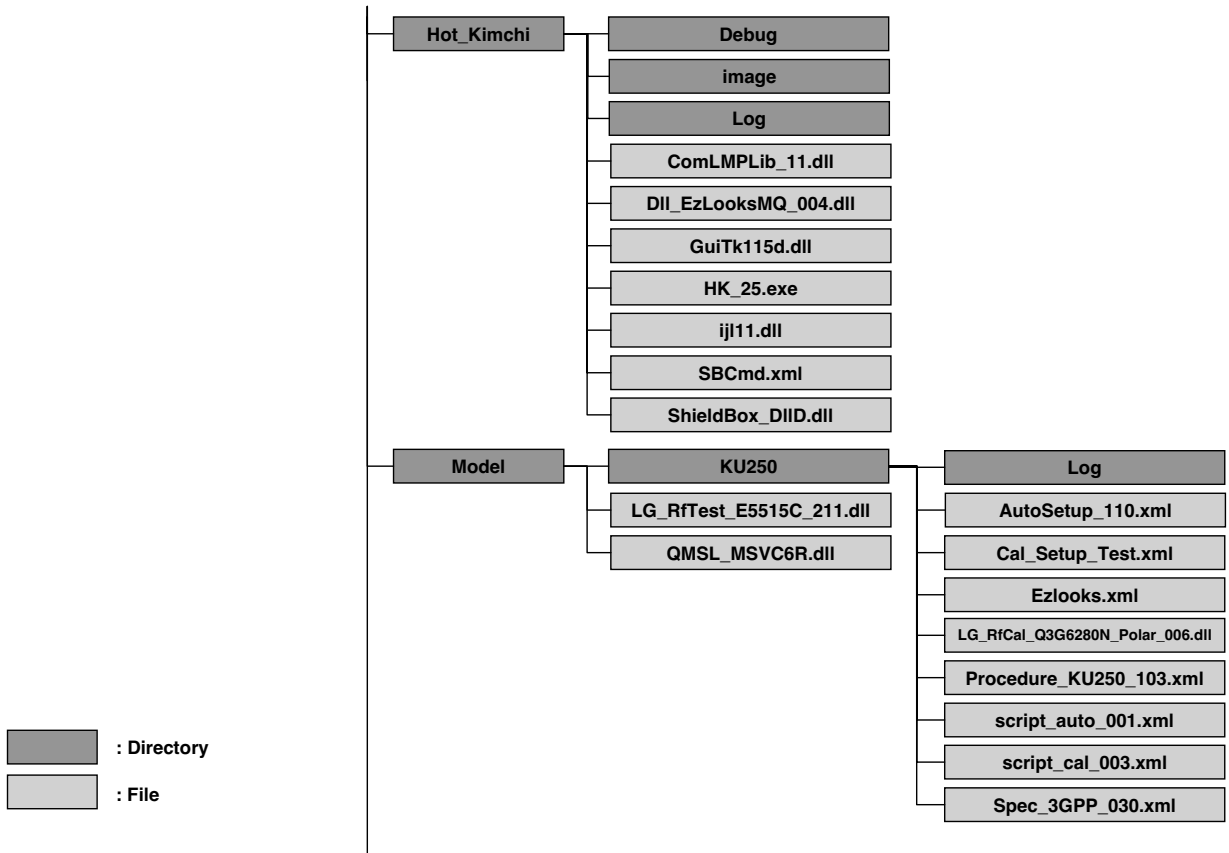 Hot_Kimchi
Debug
image
Log
ComLMPLib_11.dll
Dll_EzLooksMQ_004.dll
GuiTk115d.dll
HK_25.exe
ijl11.dll
SBCmd.xml
ShieldBox_DllD.dll
Model
KU250
Log
LG_RfTest_E5515C_211.dll
AutoSetup_110.xml
QMSL_MSVC6R.dll
Cal_Setup_Test.xml
Ezlooks.xml
LG_RfCal_Q3G6280N_Polar_006.dll
Procedure_KU250_103.xml
script_auto_001.xml
script_cal_003.xml
Spec_3GPP_030.xml
: Directory
: File